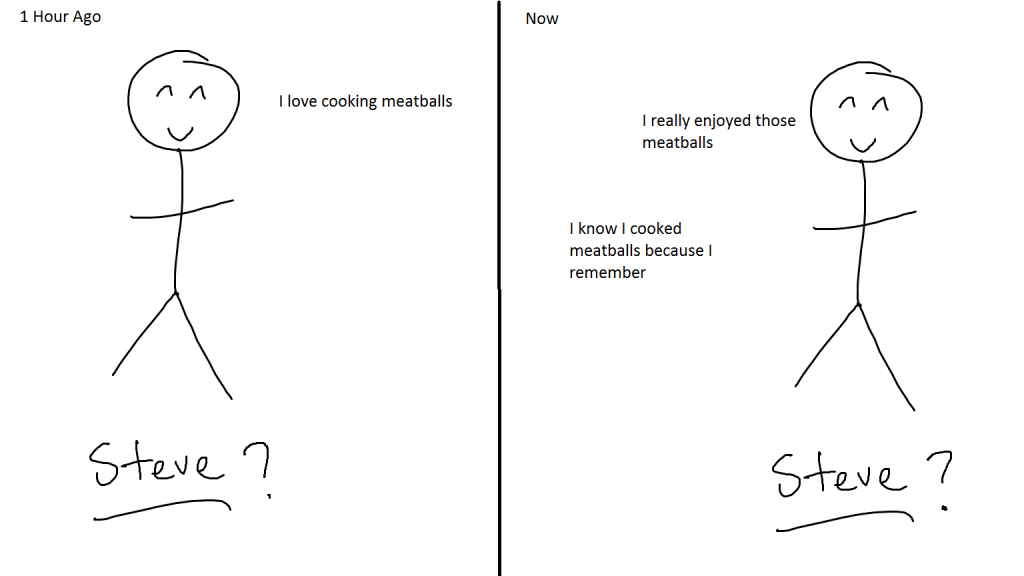 1 Hour Ago
I love cooking meatballs
Steve?
Now
I really enjoyed those
meatballs
I know I cooked
meatballs because I
remember
Steve?